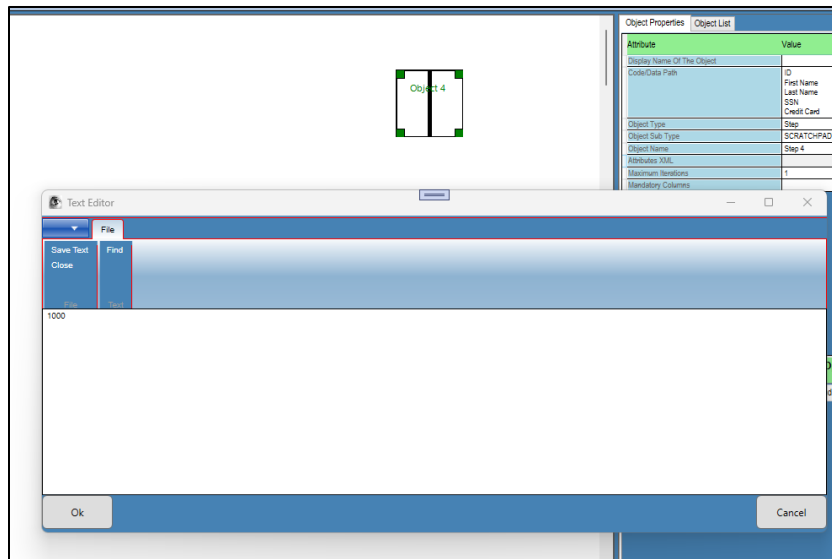 Object Properties Object List
Attribute Value
Display Name Of The Object
Code/Data Path ID
First Name
Last Name
SSN
Credit Card
Object Type Step
Object Sub Type SCRATCHPAD
Object Name Step 4
Attributes XML
Maximum Iterations 1
Mandatory Columns
Object 4
Text Editor
File
Save Text Find
Close
File Text
1000
Ok Cancel